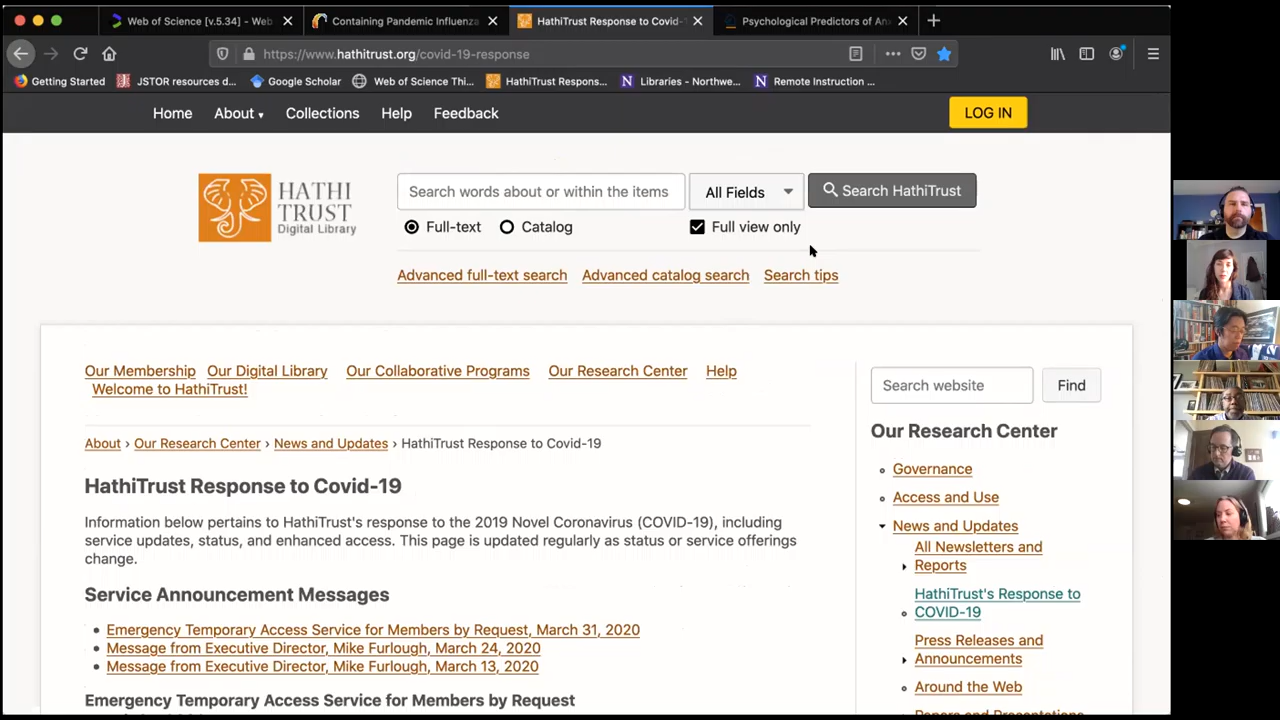 Web of Science [v.5.34] - Web
Containing Pandemic Influenza
HathiTrust Response to Covid-
Psychological Predictors of An
https://www.hathitrust.org/covid-19-response
Getting Started
JSTOR resources d...
Google Scholar
Web of Science Thi...
HathiTrust Respons...
Libraries - Northwe...
Remote Instruction ...
Home
About
Collections
Help
Feedback
LOG IN
HATHI
TRUST
Digital Library
Search words about or within the items
All Fields
Search HathiTrust
Full-text
Catalog
Full view only
Advanced full-text search
Advanced catalog search
Search tips
Our Membership
Our Digital Library
Our Collaborative Programs
Our Research Center
Help
Welcome to HathiTrust!
About › Our Research Center › News and Updates › HathiTrust Response to Covid-19
HathiTrust Response to Covid-19
Information below pertains to HathiTrust's response to the 2019 Novel Coronavirus (COVID-19), including
service updates, status, and enhanced access. This page is updated regularly as status or service offerings
change.
Service Announcement Messages
Emergency Temporary Access Service for Members by Request, March 31, 2020
Message from Executive Director, Mike Furlough, March 24, 2020
Message from Executive Director, Mike Furlough, March 13, 2020
Emergency Temporary Access Service for Members by Request
Search website
Find
Our Research Center
Governance
Access and Use
News and Updates
All Newsletters and
Reports
HathiTrust's Response to
COVID-19
Press Releases and
Announcements
Around the Web
Papers and Presentations